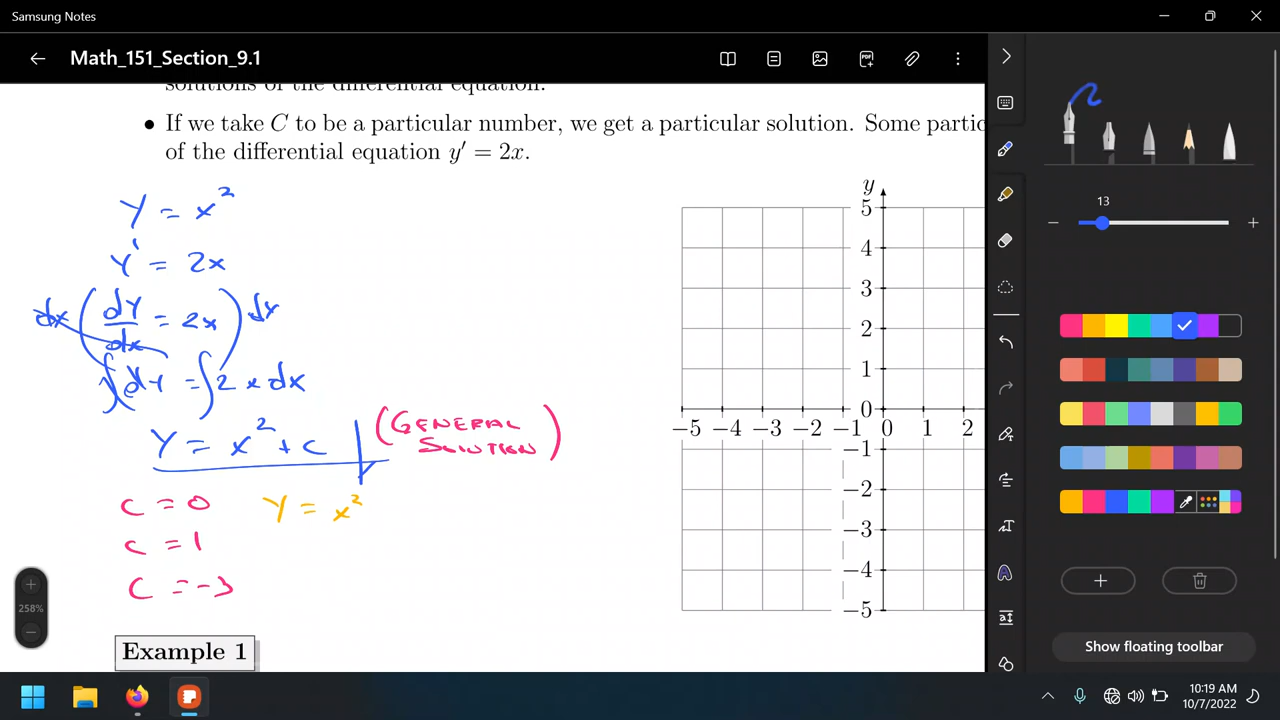 Samsung Notes
Math_151_Section_9.1
solutions of the differential equation.
• If we take C to be a particular number, we get a particular solution. Some partic
of the differential equation y′ = 2x.
Y = x²
Y' = 2x
dx ( dY/dx = 2x ) dx
∫ dY = ∫ 2x dx
Y = x² + C (GENERAL
SOLUTION)
C = 0 Y = x²
C = 1
C = -3
Example 1
y
5
4
3
2
1
0
−5 −4 −3 −2 −1 0 1 2
−1
−2
−3
−4
−5
258%
13
Show floating toolbar
10:19 AM
10/7/2022